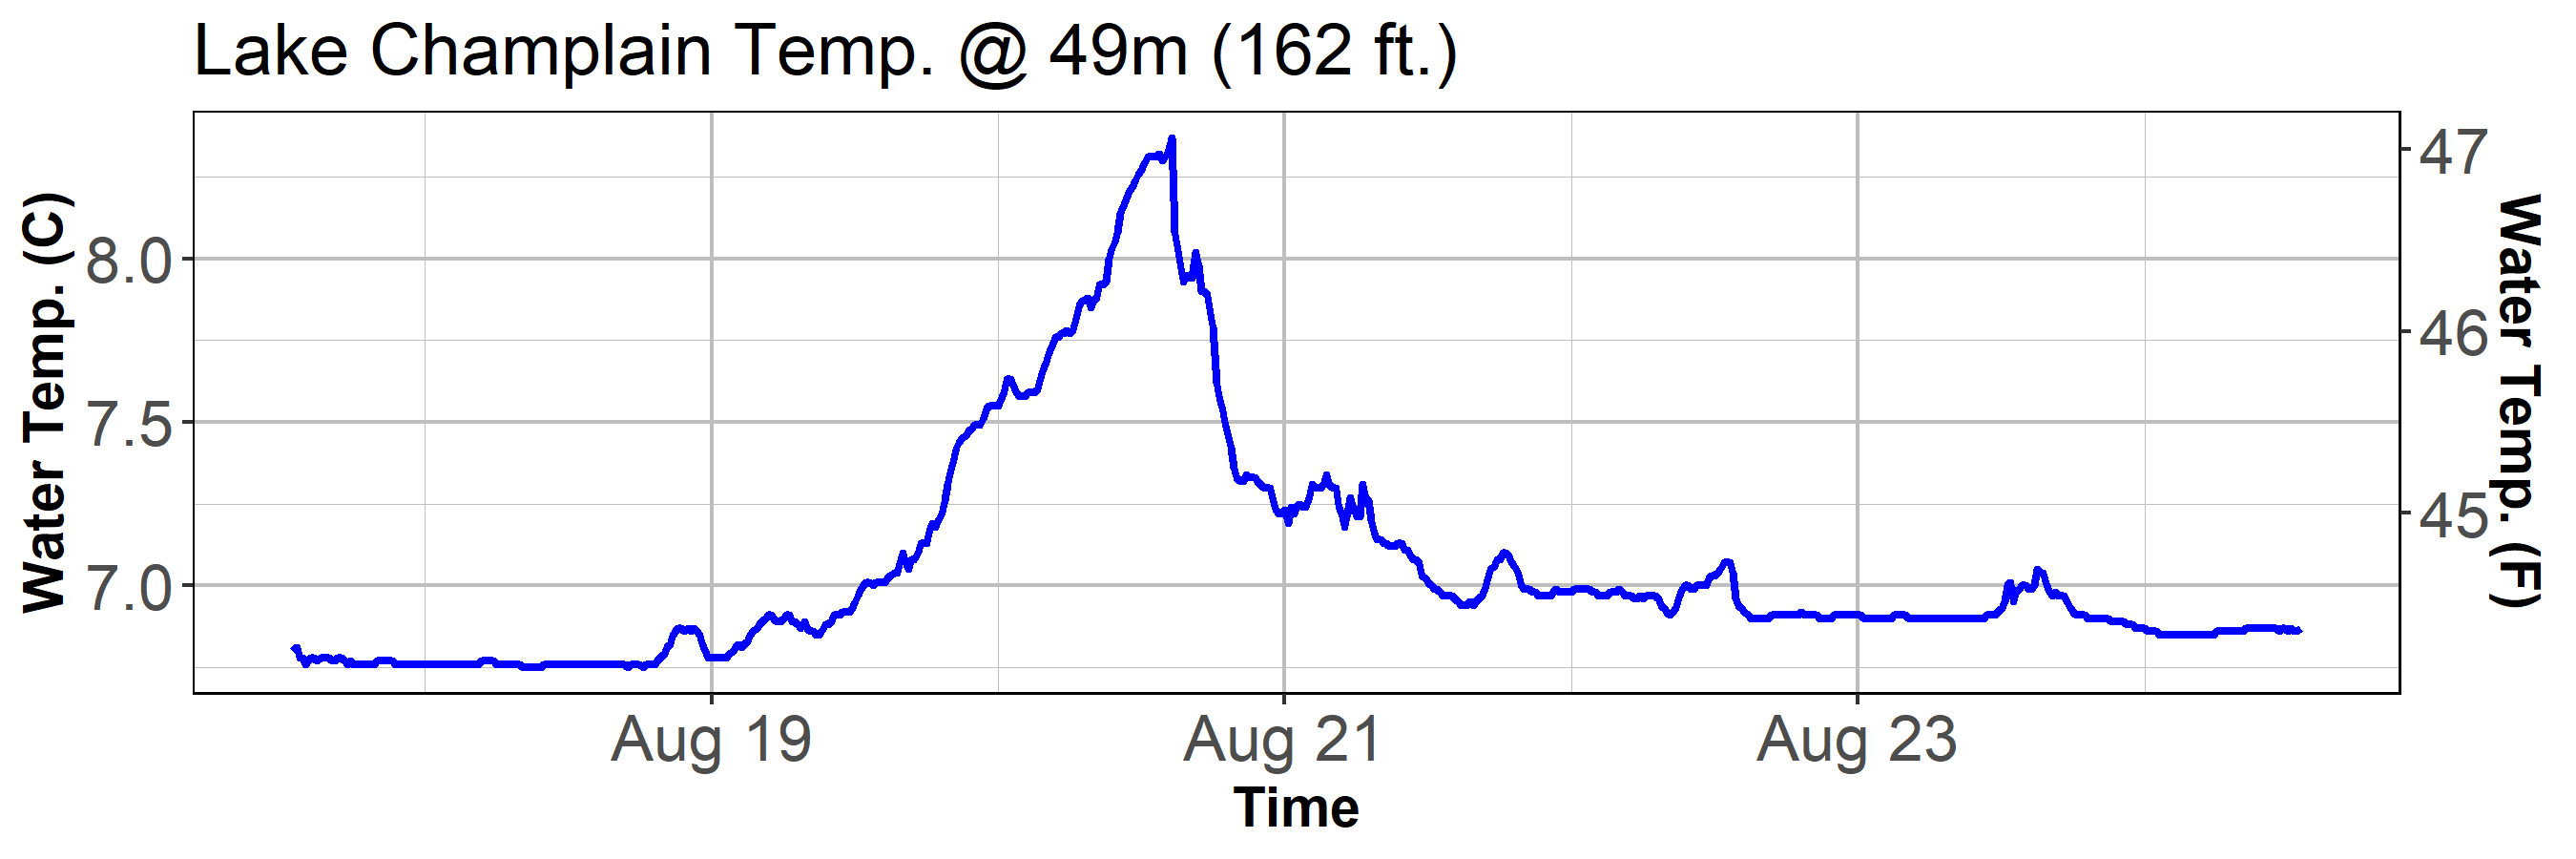 Lake Champlain Temp. @ 49m (162 ft.)
Water Temp. (C)
8.0
7.5
7.0
47
46
45
Water Temp. (F)
Aug 19
Aug 21
Aug 23
Time